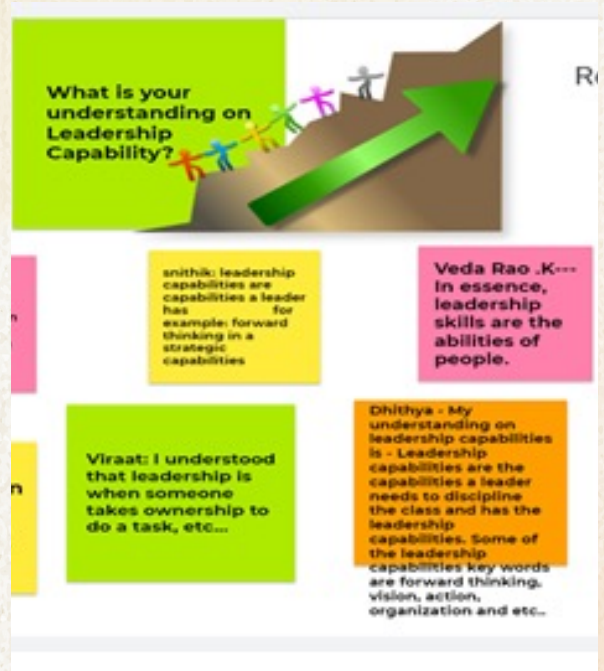 What is your
understanding on
Leadership
Capability?
snithik: leadership
capabilities are
capabilities a leader
has for
example: forward
thinking in a
strategic
capabilities
Veda Rao .K---
In essence,
leadership
skills are the
abilities of
people.
Viraat: I understood
that leadership is
when someone
takes ownership to
do a task, etc...
Dhithya - My
understanding on
leadership capabilities
is - Leadership
capabilities are the
capabilities a leader
needs to discipline
the class and has the
leadership
capabilities. Some of
the leadership
capabilities key words
are forward thinking,
vision, action,
organization and etc..